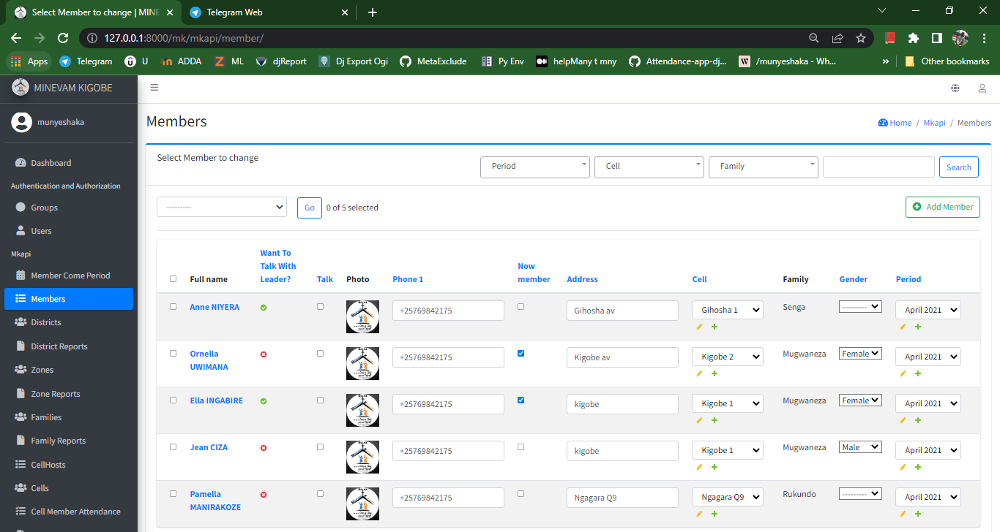 Select Member to change | MINE
Telegram Web
127.0.0.1:8000/mk/mkapi/member/
Apps
Telegram
U
ADDA
ML
djReport
Dj Export Ogi
MetaExclude
Py Env
helpMany t mny
Attendance-app-dj...
/munyeshaka - Wh...
»
Other bookmarks
MINEVAM KIGOBE
munyeshaka
Dashboard
Authentication and Authorization
Groups
Users
Mkapi
Member Come Period
Members
Districts
District Reports
Zones
Zone Reports
Families
Family Reports
CellHosts
Cells
Cell Member Attendance
Members
Home / Mkapi / Members
Select Member to change
Period
Cell
Family
Search
---------
Go
0 of 5 selected
Add Member
Full name
Want To
Talk With
Leader?
Talk
Photo
Phone 1
Now
member
Address
Cell
Family
Gender
Period
Anne NIYERA
+25769842175
Gihosha av
Gihosha 1
Senga
---------
April 2021
Ornella
UWIMANA
+25769842175
Kigobe av
Kigobe 2
Mugwaneza
Female
April 2021
Ella INGABIRE
+25769842175
kigobe
Kigobe 1
Mugwaneza
Female
April 2021
Jean CIZA
+25769842175
kigobe
Kigobe 1
Mugwaneza
Male
April 2021
Pamella
MANIRAKOZE
+25769842175
Ngagara Q9
Ngagara Q9
Rukundo
---------
April 2021